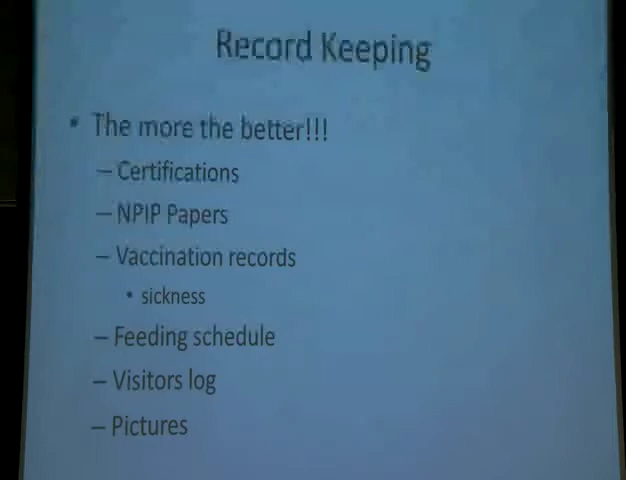 Record Keeping
• The more the better!!!
– Certifications
– NPIP Papers
– Vaccination records
• sickness
– Feeding schedule
– Visitors log
– Pictures